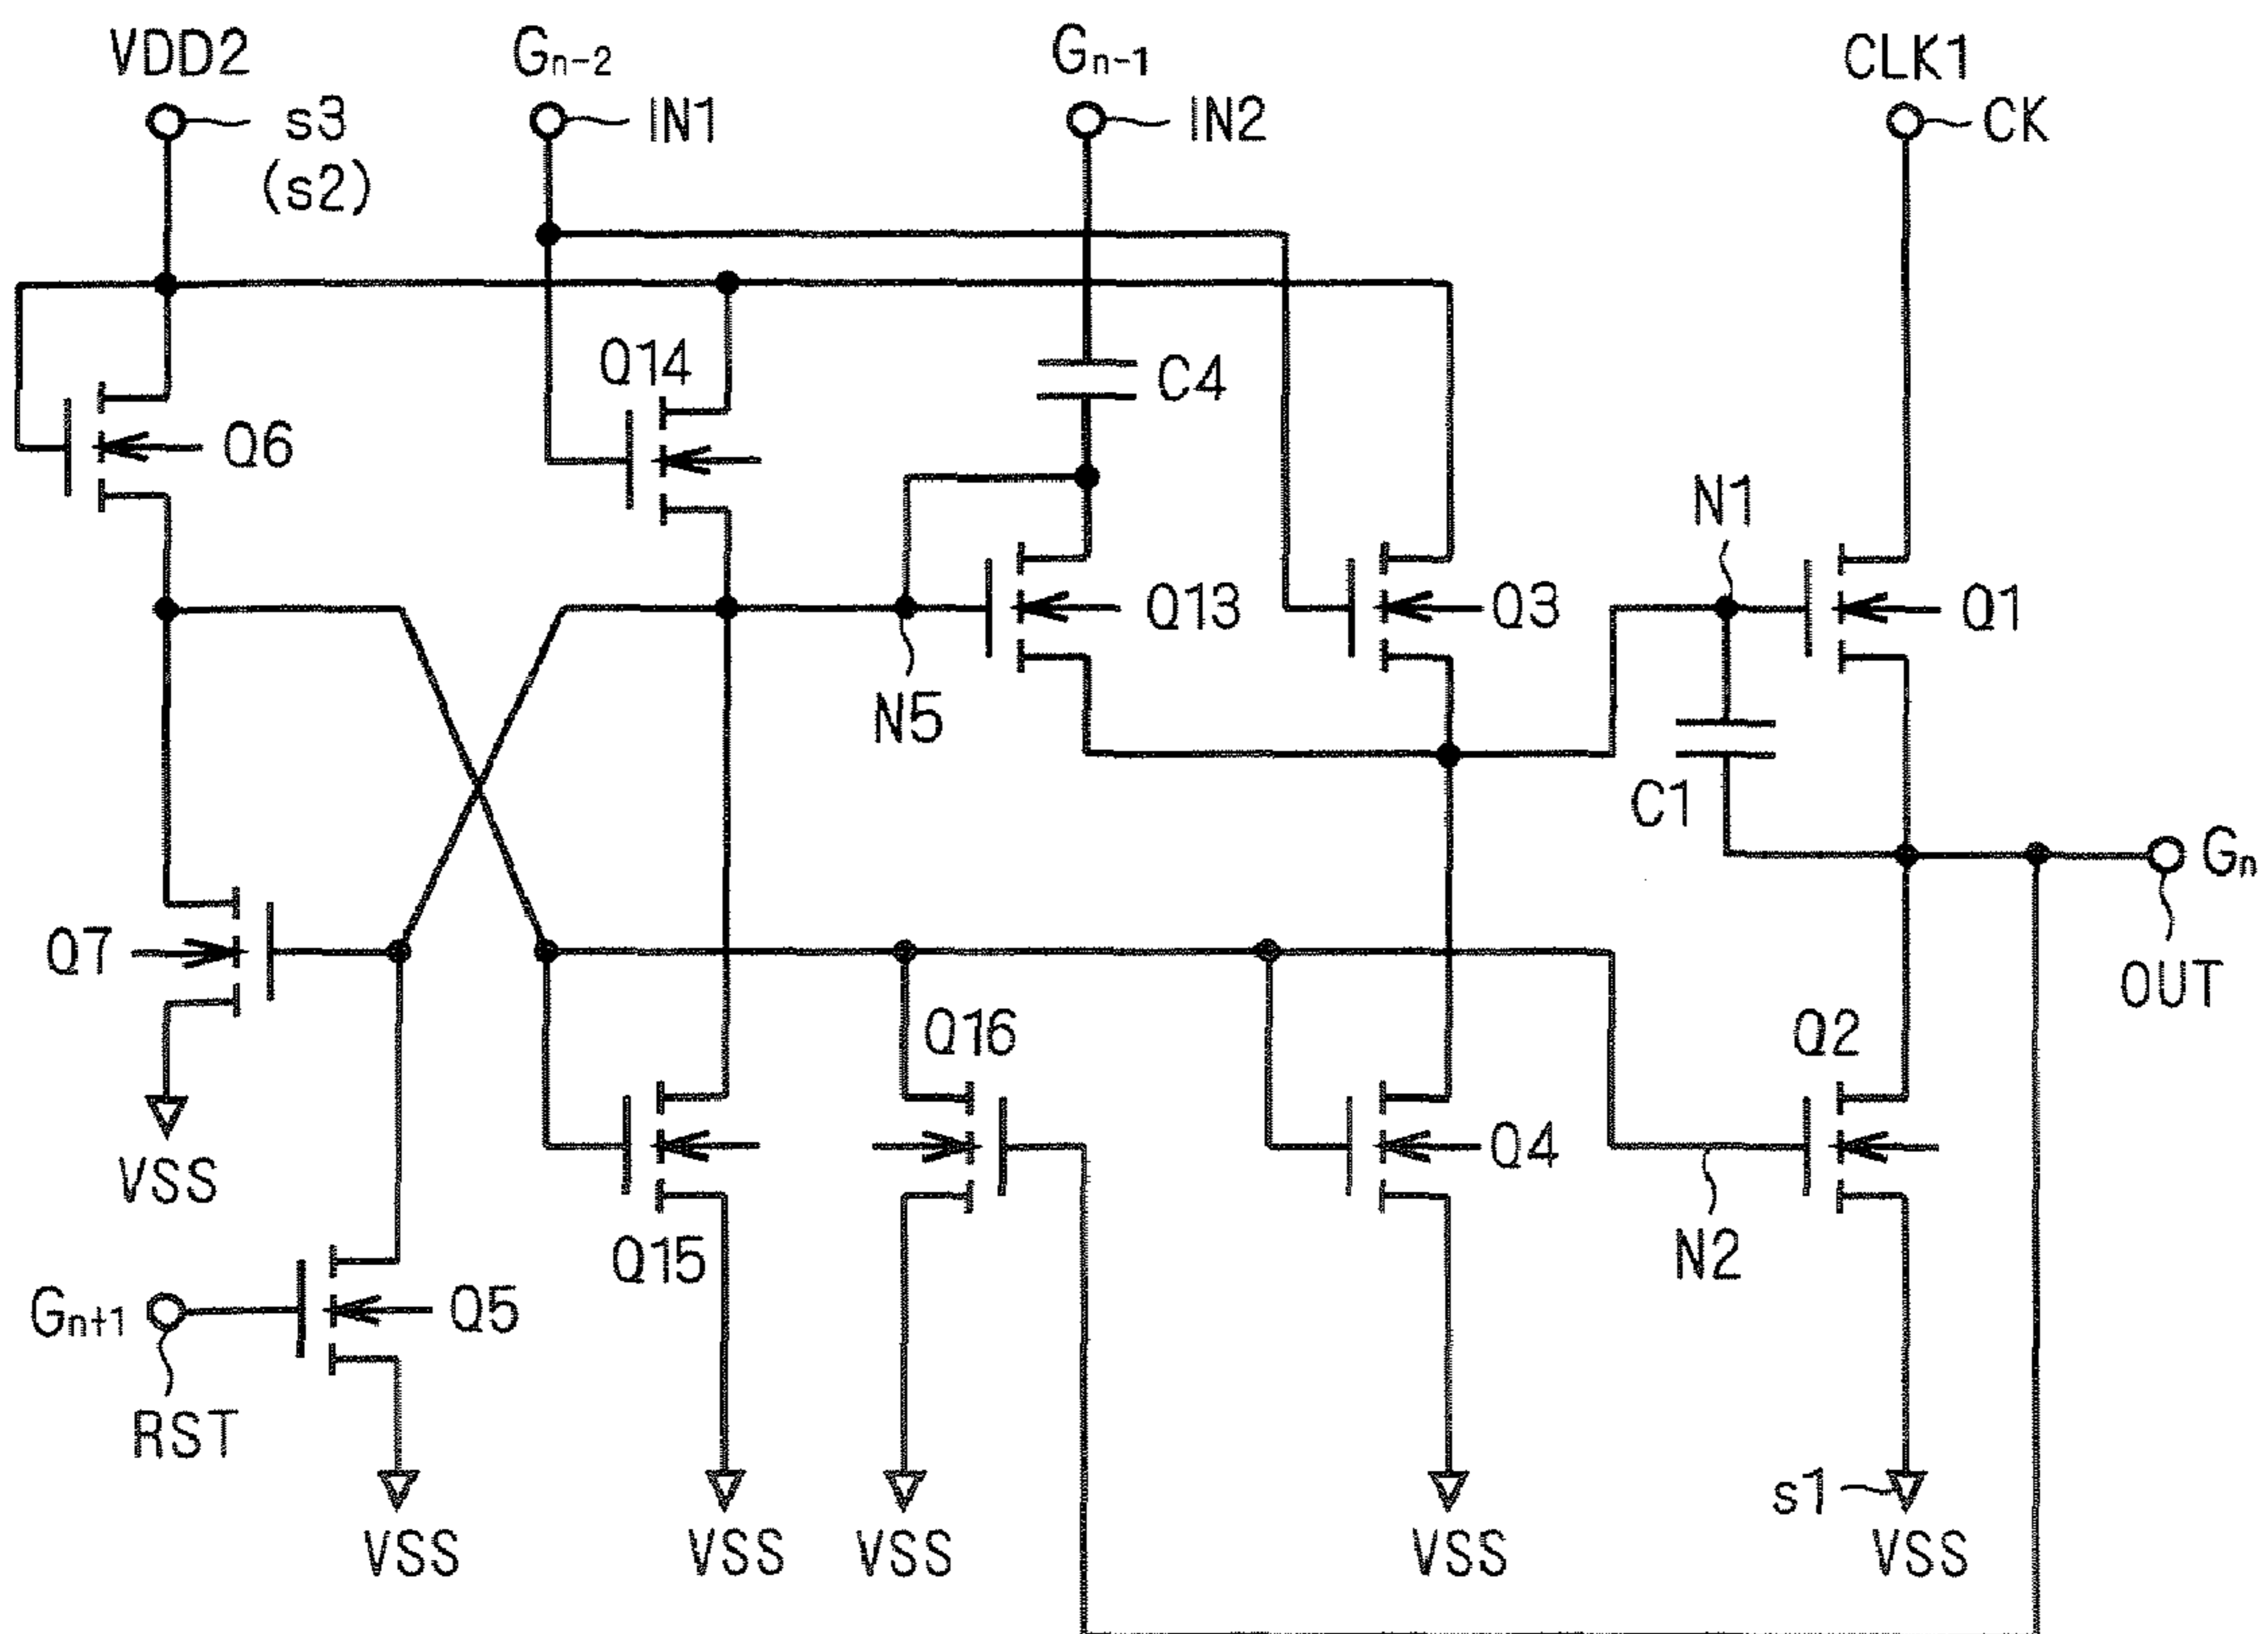 VDD2
Gn-2
Gn-1
CLK1
s3
(s2)
IN1
IN2
CK
Q14
C4
Q6
N1
Q13
Q3
Q1
N5
C1
Gn
Q7
OUT
Q16
Q2
Q4
VSS
Q15
N2
Gn+1
Q5
RST
s1
VSS
VSS
VSS
VSS
VSS